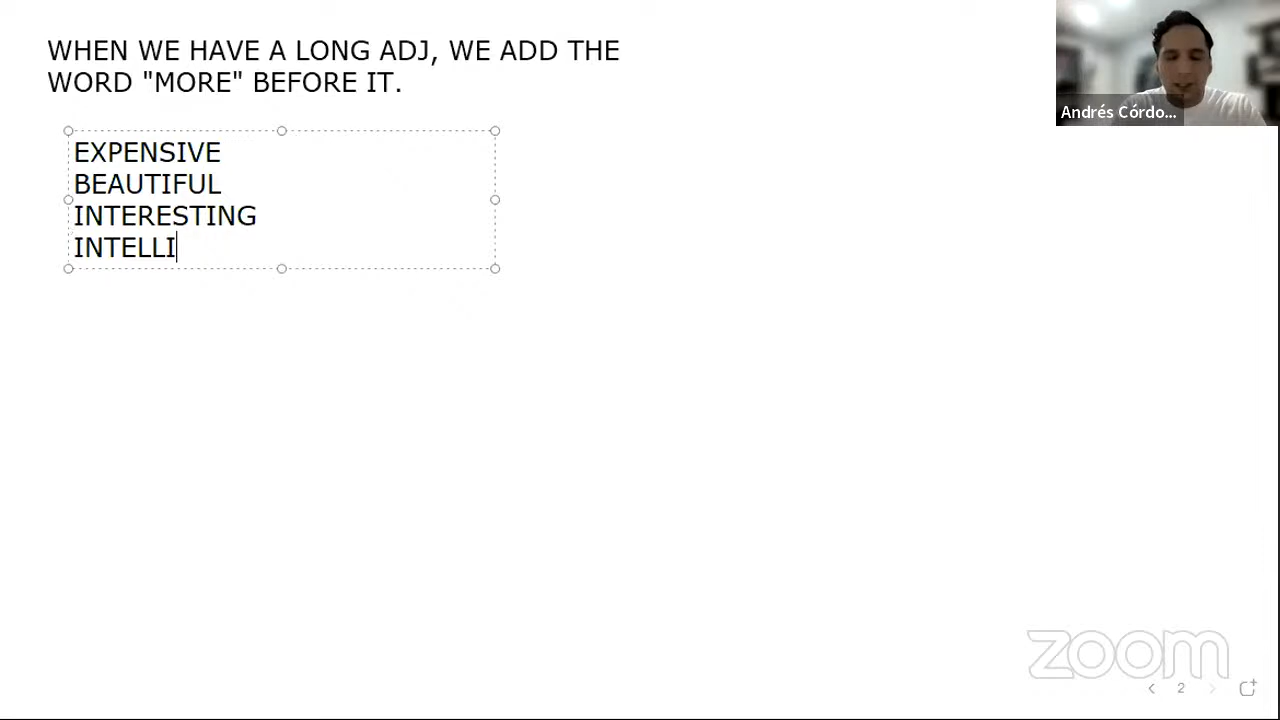 WHEN WE HAVE A LONG ADJ, WE ADD THE
WORD "MORE" BEFORE IT.
Andrés Córdo...
EXPENSIVE
BEAUTIFUL
INTERESTING
INTELLI
zoom
2